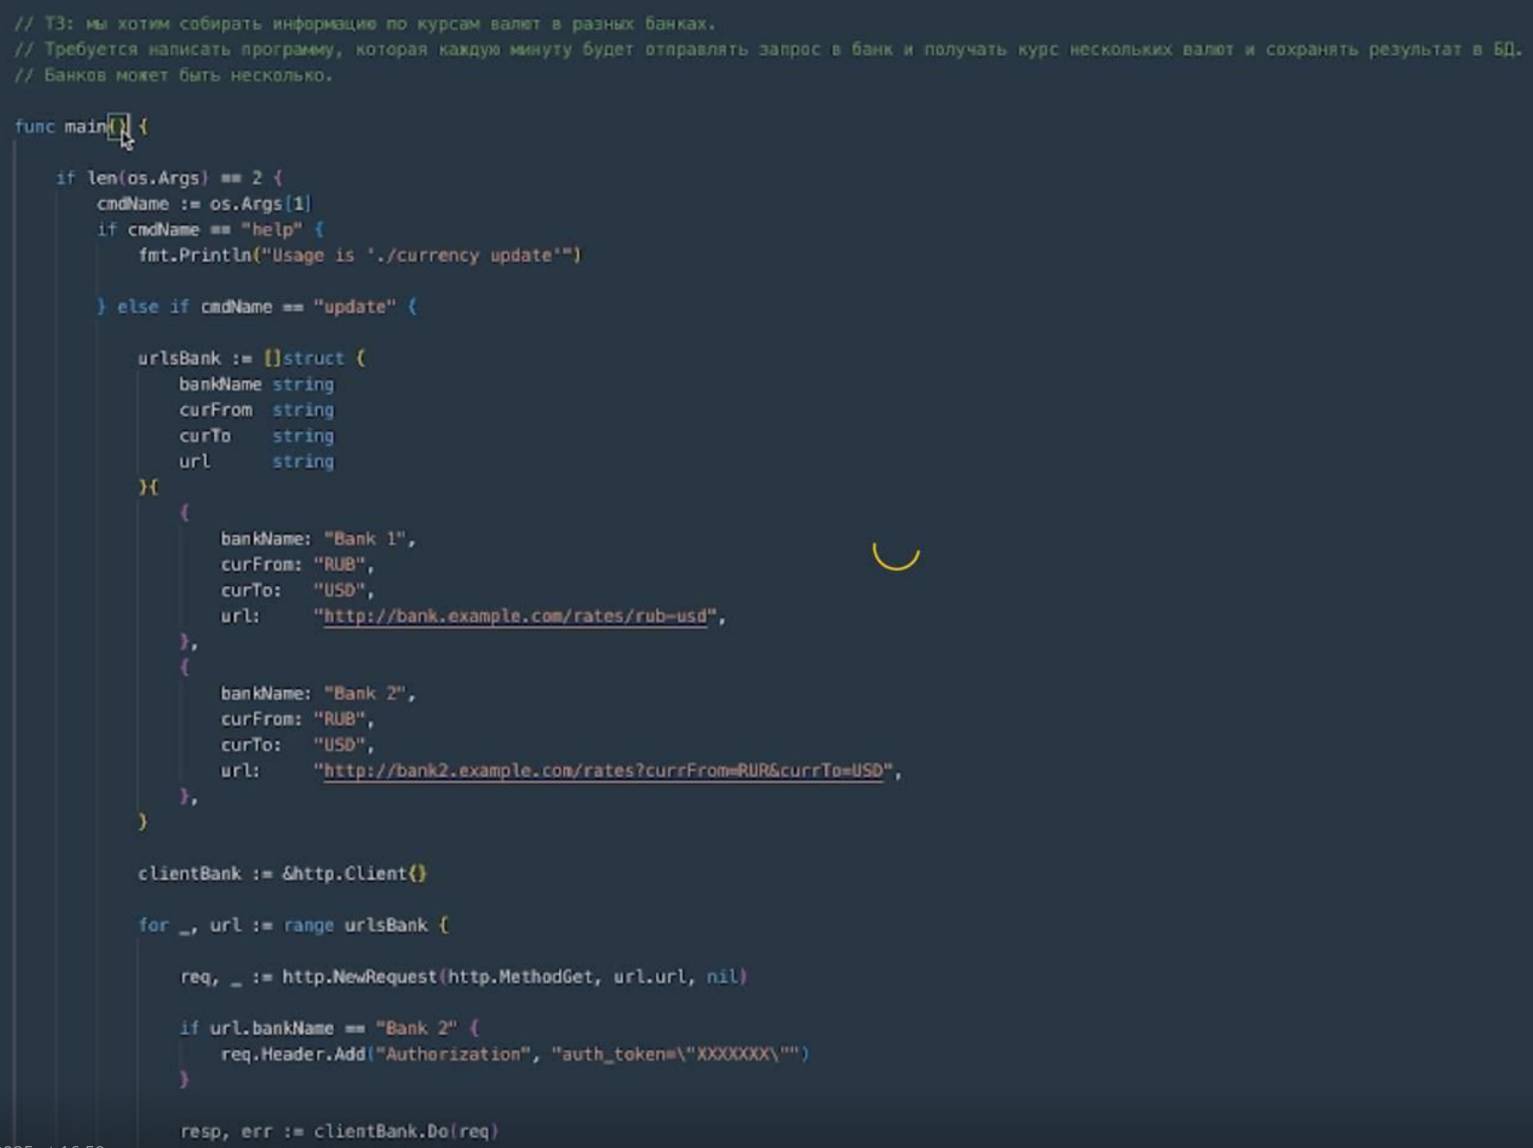 // ТЗ: мы хотим собирать информацию по курсам валют в разных банках.
// Требуется написать программу, которая каждую минуту будет отправлять запрос в банк и получать курс нескольких валют и сохранять результат в БД.
// Банков может быть несколько.
func main() {
if len(os.Args) == 2 {
cmdName := os.Args[1]
if cmdName == "help" {
fmt.Println("Usage is './currency update'")
} else if cmdName == "update" {
urlsBank := []struct {
bankName string
curFrom string
curTo string
url string
}{
{
bankName: "Bank 1",
curFrom: "RUB",
curTo: "USD",
url: "http://bank.example.com/rates/rub-usd",
},
{
bankName: "Bank 2",
curFrom: "RUB",
curTo: "USD",
url: "http://bank2.example.com/rates?currFrom=RUR&currTo=USD",
},
}
clientBank := &http.Client{}
for _, url := range urlsBank {
req, _ := http.NewRequest(http.MethodGet, url.url, nil)
if url.bankName == "Bank 2" {
req.Header.Add("Authorization", "auth_token=\"XXXXXXX\"")
}
resp, err := clientBank.Do(req)